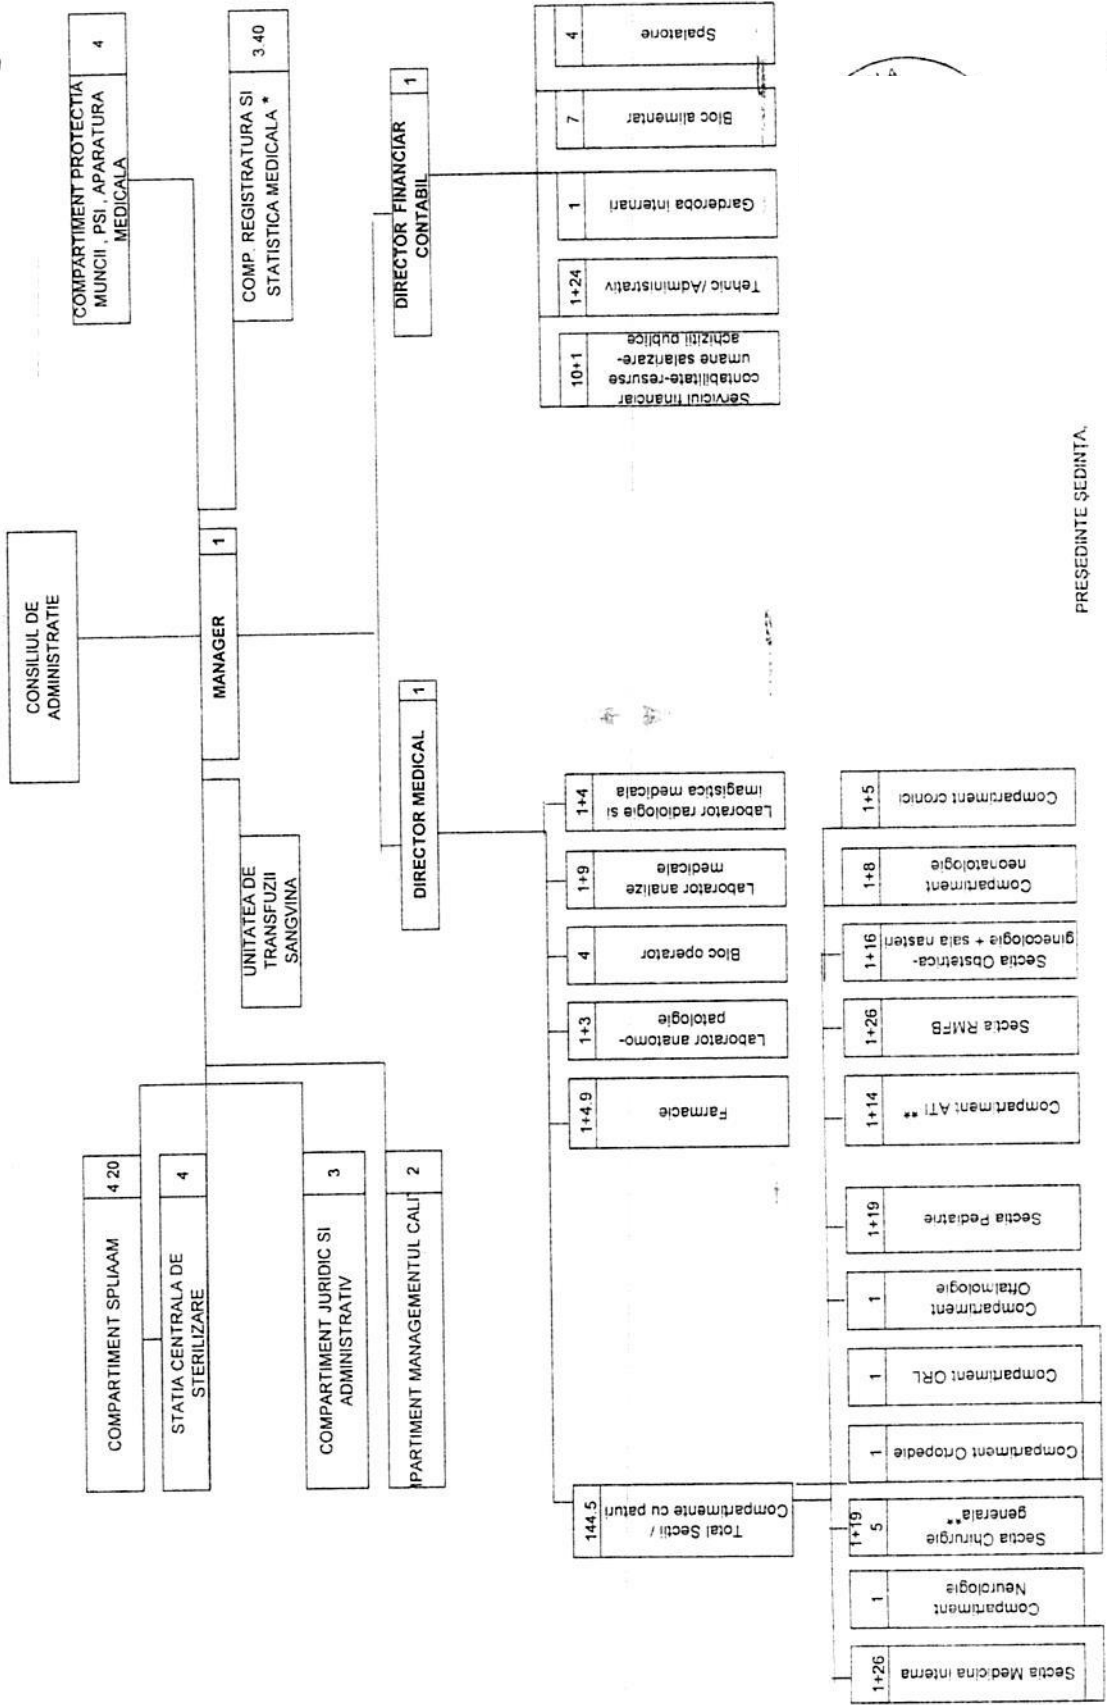 CONSILIUL DE
ADMINISTRATIE
MANAGER
1
COMPARTIMENT PROTECTIA
MUNCII , PSI , APARATURA
MEDICALA
4
COMP. REGISTRATURA SI
STATISTICA MEDICALA *
3.40
UNITATEA DE
TRANSFUZII
SANGVINA
COMPARTIMENT SPLIAAM
4 20
STATIA CENTRALA DE
STERILIZARE
4
COMPARTIMENT JURIDIC SI
ADMINISTRATIV
3
IPARTIMENT MANAGEMENTUL CALIT
2
DIRECTOR MEDICAL
1
DIRECTOR FINANCIAR
CONTABIL
1
144.5
Total Sectii /
Compartimente cu paturi
1+4.9
Farmacie
1+3
Laborator anatomo-
patologie
4
Bloc operator
1+9
Laborator analize
medicale
1+4
Laborator radiologie si
imagistica medicala
10+1
Serviciul financiar
contabilitate-resurse
umane salarizare-
achizitii publice
1+24
Tehnic /Administrativ
1
Garderoba internari
7
Bloc alimentar
4
Spalatorie
1+26
Sectia Medicina interna
1
Compartiment
Neurologie
1+19
5
Sectia Chirurgie
generala**
1
Compartiment Ortopedie
1
Compartiment ORL
1
Compartiment
Oftalmologie
1+19
Sectia Pediatrie
1+14
Compartiment ATI **
1+26
Sectia RMFB
1+16
Sectia Obstetrica-
ginecologie + sala nasteri
1+8
Compartiment
neonatologie
1+5
Compartiment cronici
PREŞEDINTE ŞEDINTA,